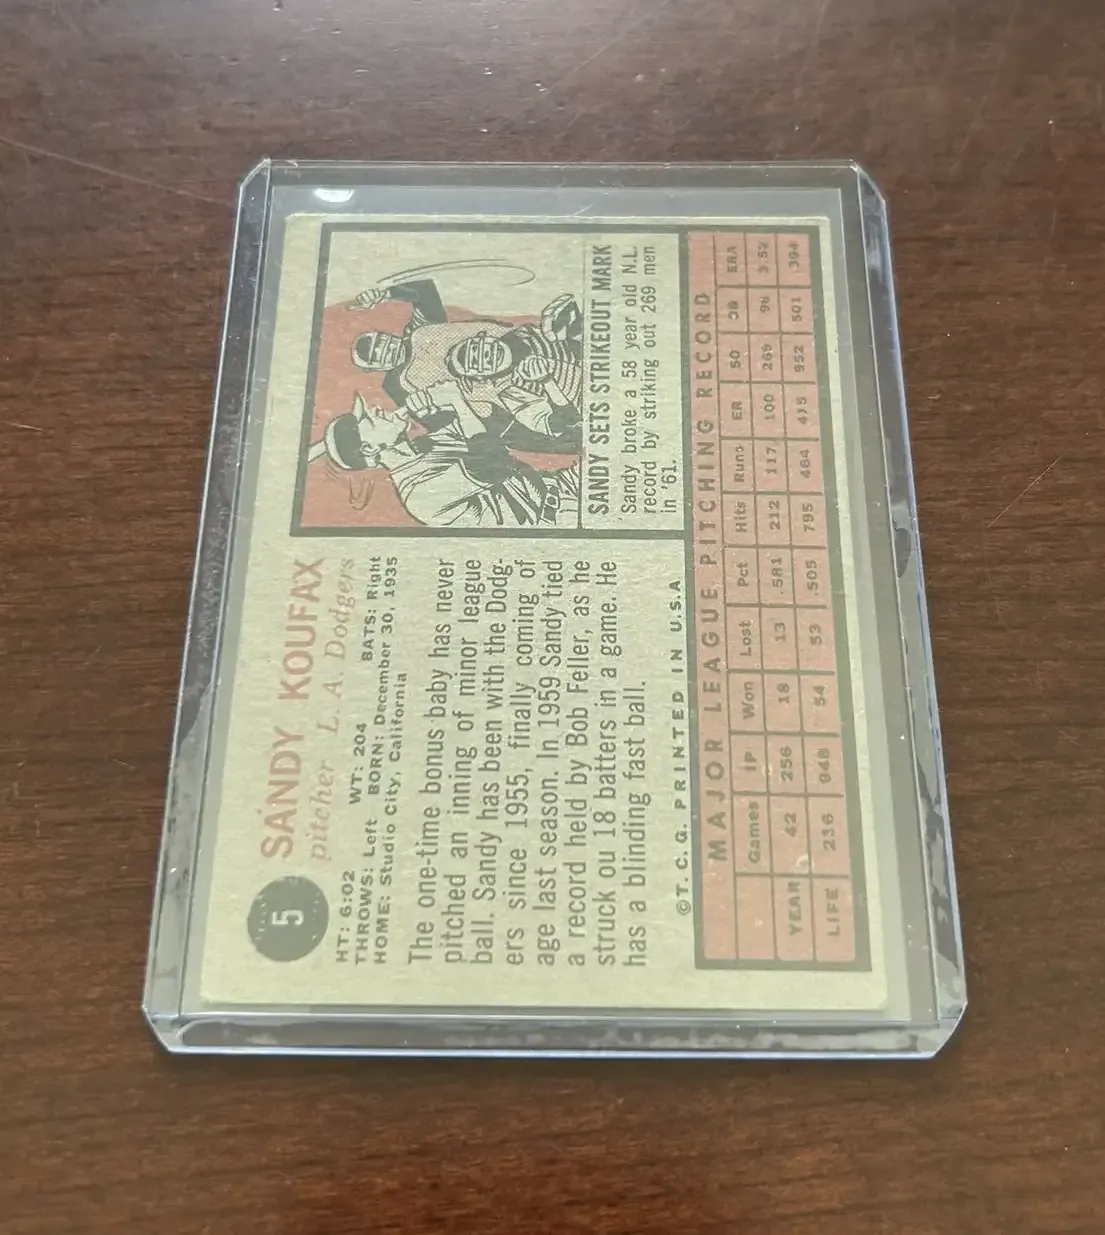 5
SANDY KOUFAX
pitcher L. A. Dodgers
HT: 6:02 WT: 204 BATS: Right
THROWS: Left BORN: December 30, 1935
HOME: Studio City, California
The one-time bonus baby has never
pitched an inning of minor league
ball. Sandy has been with the Dodg-
ers since 1955, finally coming of
age last season. In 1959 Sandy tied
a record held by Bob Feller, as he
struck ou 18 batters in a game. He
has a blinding fast ball.
©T. C. G. PRINTED IN U.S.A.
SANDY SETS STRIKEOUT MARK
Sandy broke a 58 year old N.L.
record by striking out 269 men
in '61.
MAJOR LEAGUE PITCHING RECORD
Games IP Won Lost Pct Hits Runs ER SO BB ERA
YEAR 42 256 18 13 .581 212 117 100 269 96 3.52
LIFE 236 948 54 53 .505 795 464 415 952 501 .394